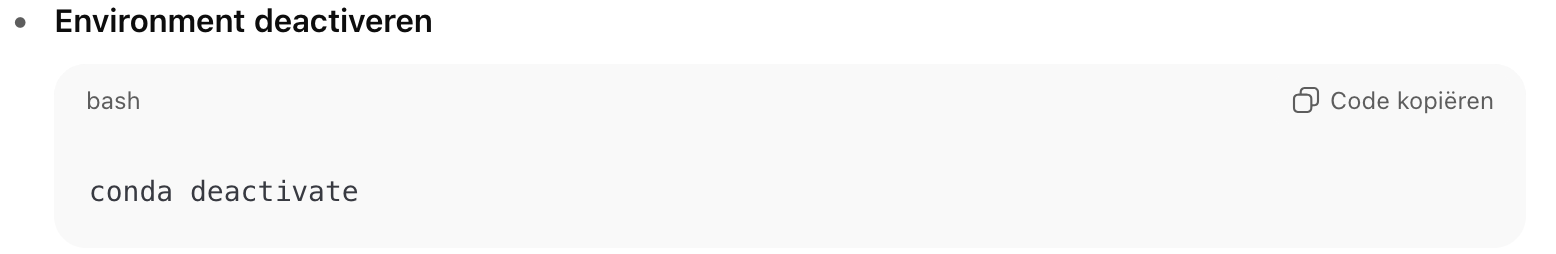 Environment deactiveren
bash
Code kopiëren
conda deactivate